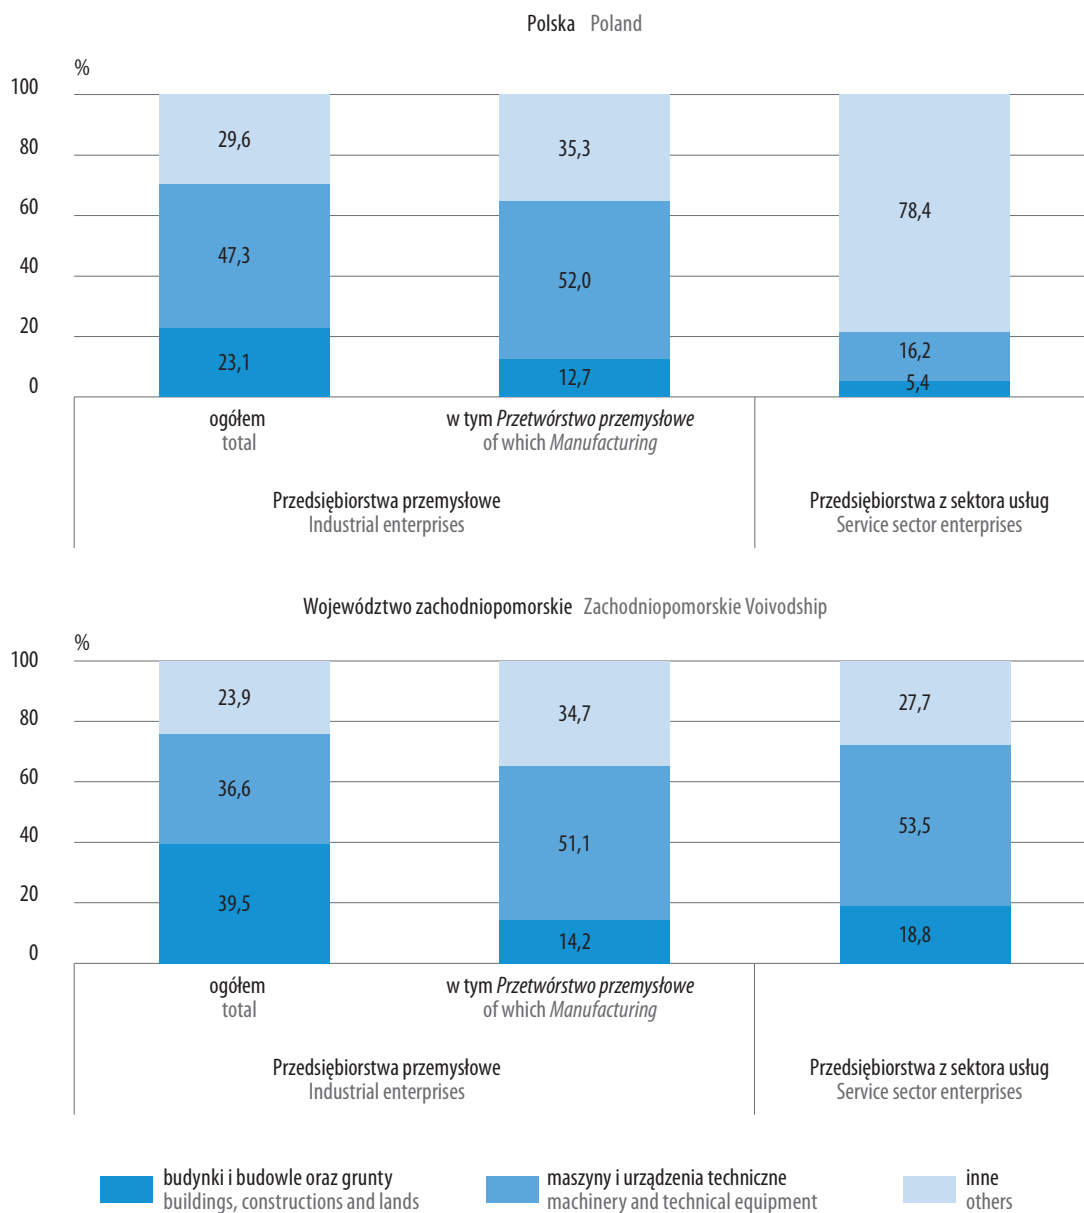 Polska Poland
%
100
80
60
40
20
0
29,6
35,3
78,4
47,3
52,0
16,2
23,1
12,7
5,4
ogółem
total
w tym Przetwórstwo przemysłowe
of which Manufacturing
Przedsiębiorstwa przemysłowe
Industrial enterprises
Przedsiębiorstwa z sektora usług
Service sector enterprises
Województwo zachodniopomorskie Zachodniopomorskie Voivodship
%
100
80
60
40
20
0
23,9
34,7
27,7
36,6
51,1
53,5
39,5
14,2
18,8
ogółem
total
w tym Przetwórstwo przemysłowe
of which Manufacturing
Przedsiębiorstwa przemysłowe
Industrial enterprises
Przedsiębiorstwa z sektora usług
Service sector enterprises
budynki i budowle oraz grunty
buildings, constructions and lands
maszyny i urządzenia techniczne
machinery and technical equipment
inne
others